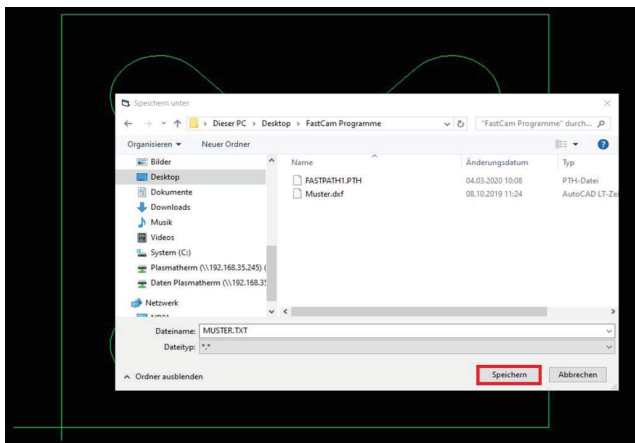 Speichern unter
Dieser PC > Desktop > FastCam Programme
"FastCam Programme" durch...
Organisieren Neuer Ordner
Name Änderungsdatum Typ
Bilder
Desktop
Dokumente
Downloads
Musik
Videos
System (C:)
Plasmatherm (\\192.168.35.245) (
Daten Plasmatherm (\\192.168.35
Netzwerk
FASTPATH1.PTH 04.03.2020 10:08 PTH-Datei
Muster.dxf 08.10.2019 11:24 AutoCAD LT-Zei
Dateiname: MUSTER.TXT
Dateityp: *.*
Ordner ausblenden Speichern Abbrechen